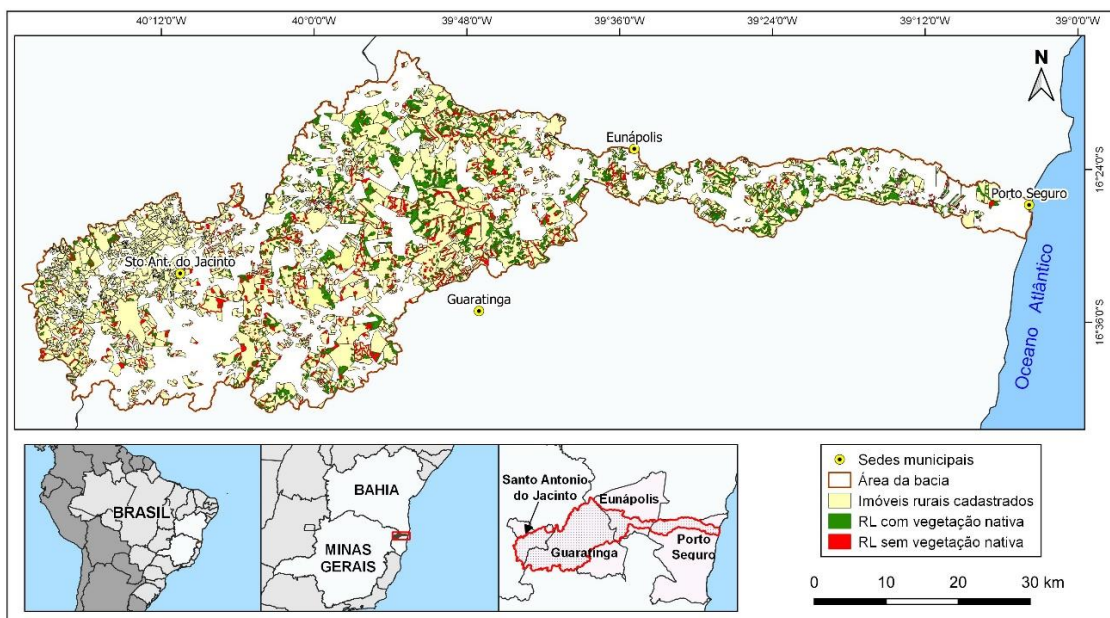 40°12'0"W 40°00'0"W 39°48'0"W 39°36'0"W 39°24'0"W 39°12'0"W 39°0'0"W
N
Eunápolis
16°24'0"S
Porto Seguro
Sto Ant. do Jacinto
Guaratinga
16°36'0"S
Oceano Atlântico
BRASIL
BAHIA
MINAS
GERAIS
Santo Antonio
do Jacinto
Eunápolis
Guaratinga
Porto
Seguro
Sedes municipais
Área da bacia
Imóveis rurais cadastrados
RL com vegetação nativa
RL sem vegetação nativa
0 10 20 30 km